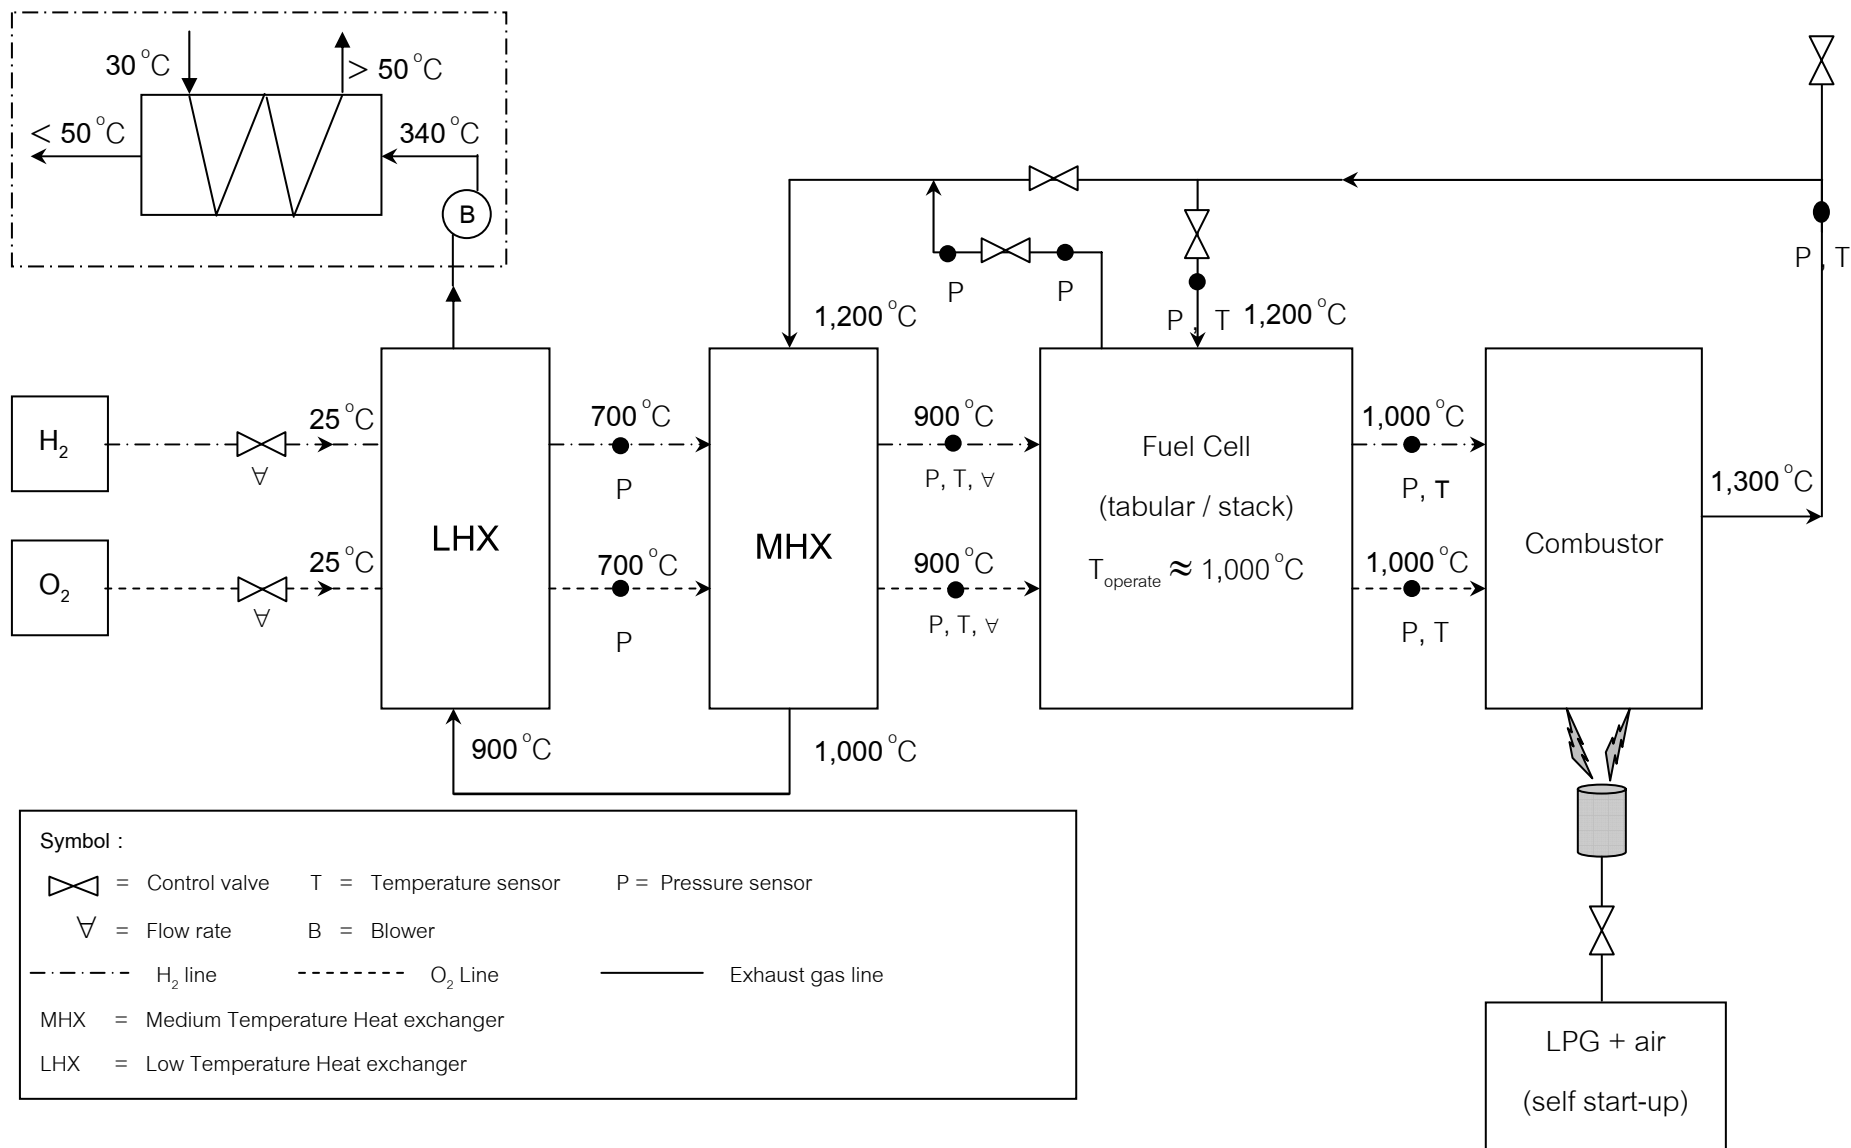 30 °C
> 50 °C
< 50 °C
340 °C
B
P , T
P
P
1,200 °C
P , T
1,200 °C
H₂
25 °C
∀
LHX
700 °C
P
MHX
900 °C
P, T, ∀
Fuel Cell
(tabular / stack)
T operate ≈ 1,000 °C
1,000 °C
P, T
Combustor
1,300 °C
O₂
25 °C
∀
700 °C
P
900 °C
P, T, ∀
1,000 °C
P, T
900 °C
1,000 °C
Symbol :
= Control valve T = Temperature sensor P = Pressure sensor
∀ = Flow rate B = Blower
H₂ line O₂ Line Exhaust gas line
MHX = Medium Temperature Heat exchanger
LHX = Low Temperature Heat exchanger
LPG + air
(self start-up)